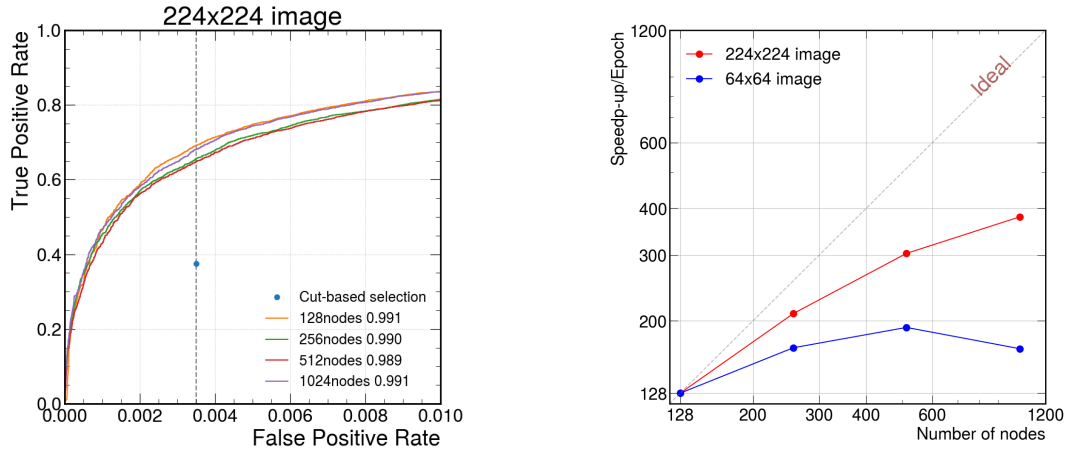 224x224 image
True Positive Rate
1.0
0.8
0.6
0.4
0.2
0.0
Cut-based selection
128nodes 0.991
256nodes 0.990
512nodes 0.989
1024nodes 0.991
0.000 0.002 0.004 0.006 0.008 0.010
False Positive Rate
Speedp-up/Epoch
1200
600
400
300
200
128
224x224 image
64x64 image
Ideal
128 200 300 400 600 1200
Number of nodes